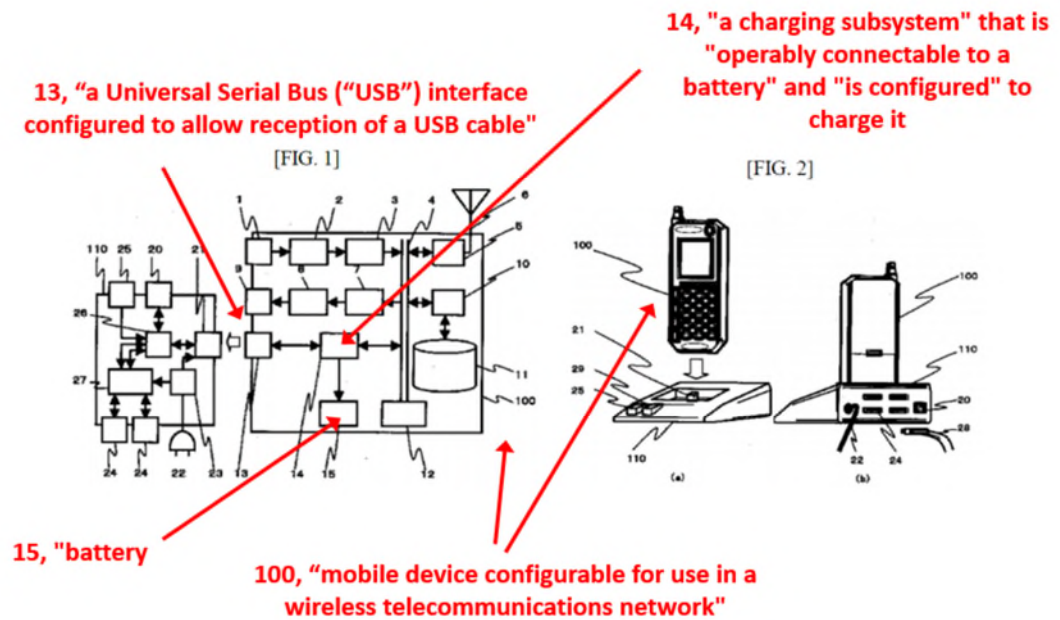 14, "a charging subsystem" that is
"operably connectable to a
battery" and "is configured" to
charge it
13, “a Universal Serial Bus (“USB”) interface
configured to allow reception of a USB cable"
[FIG. 1]
[FIG. 2]
1 2 3 4 6
5
110 25 20 21
9 8 7 10
26
27
11
100
24 24 22 23 13 14 15 12
100
21
29
25
110
(a)
100
110
20
28
22 24
(b)
15, "battery
100, “mobile device configurable for use in a
wireless telecommunications network"